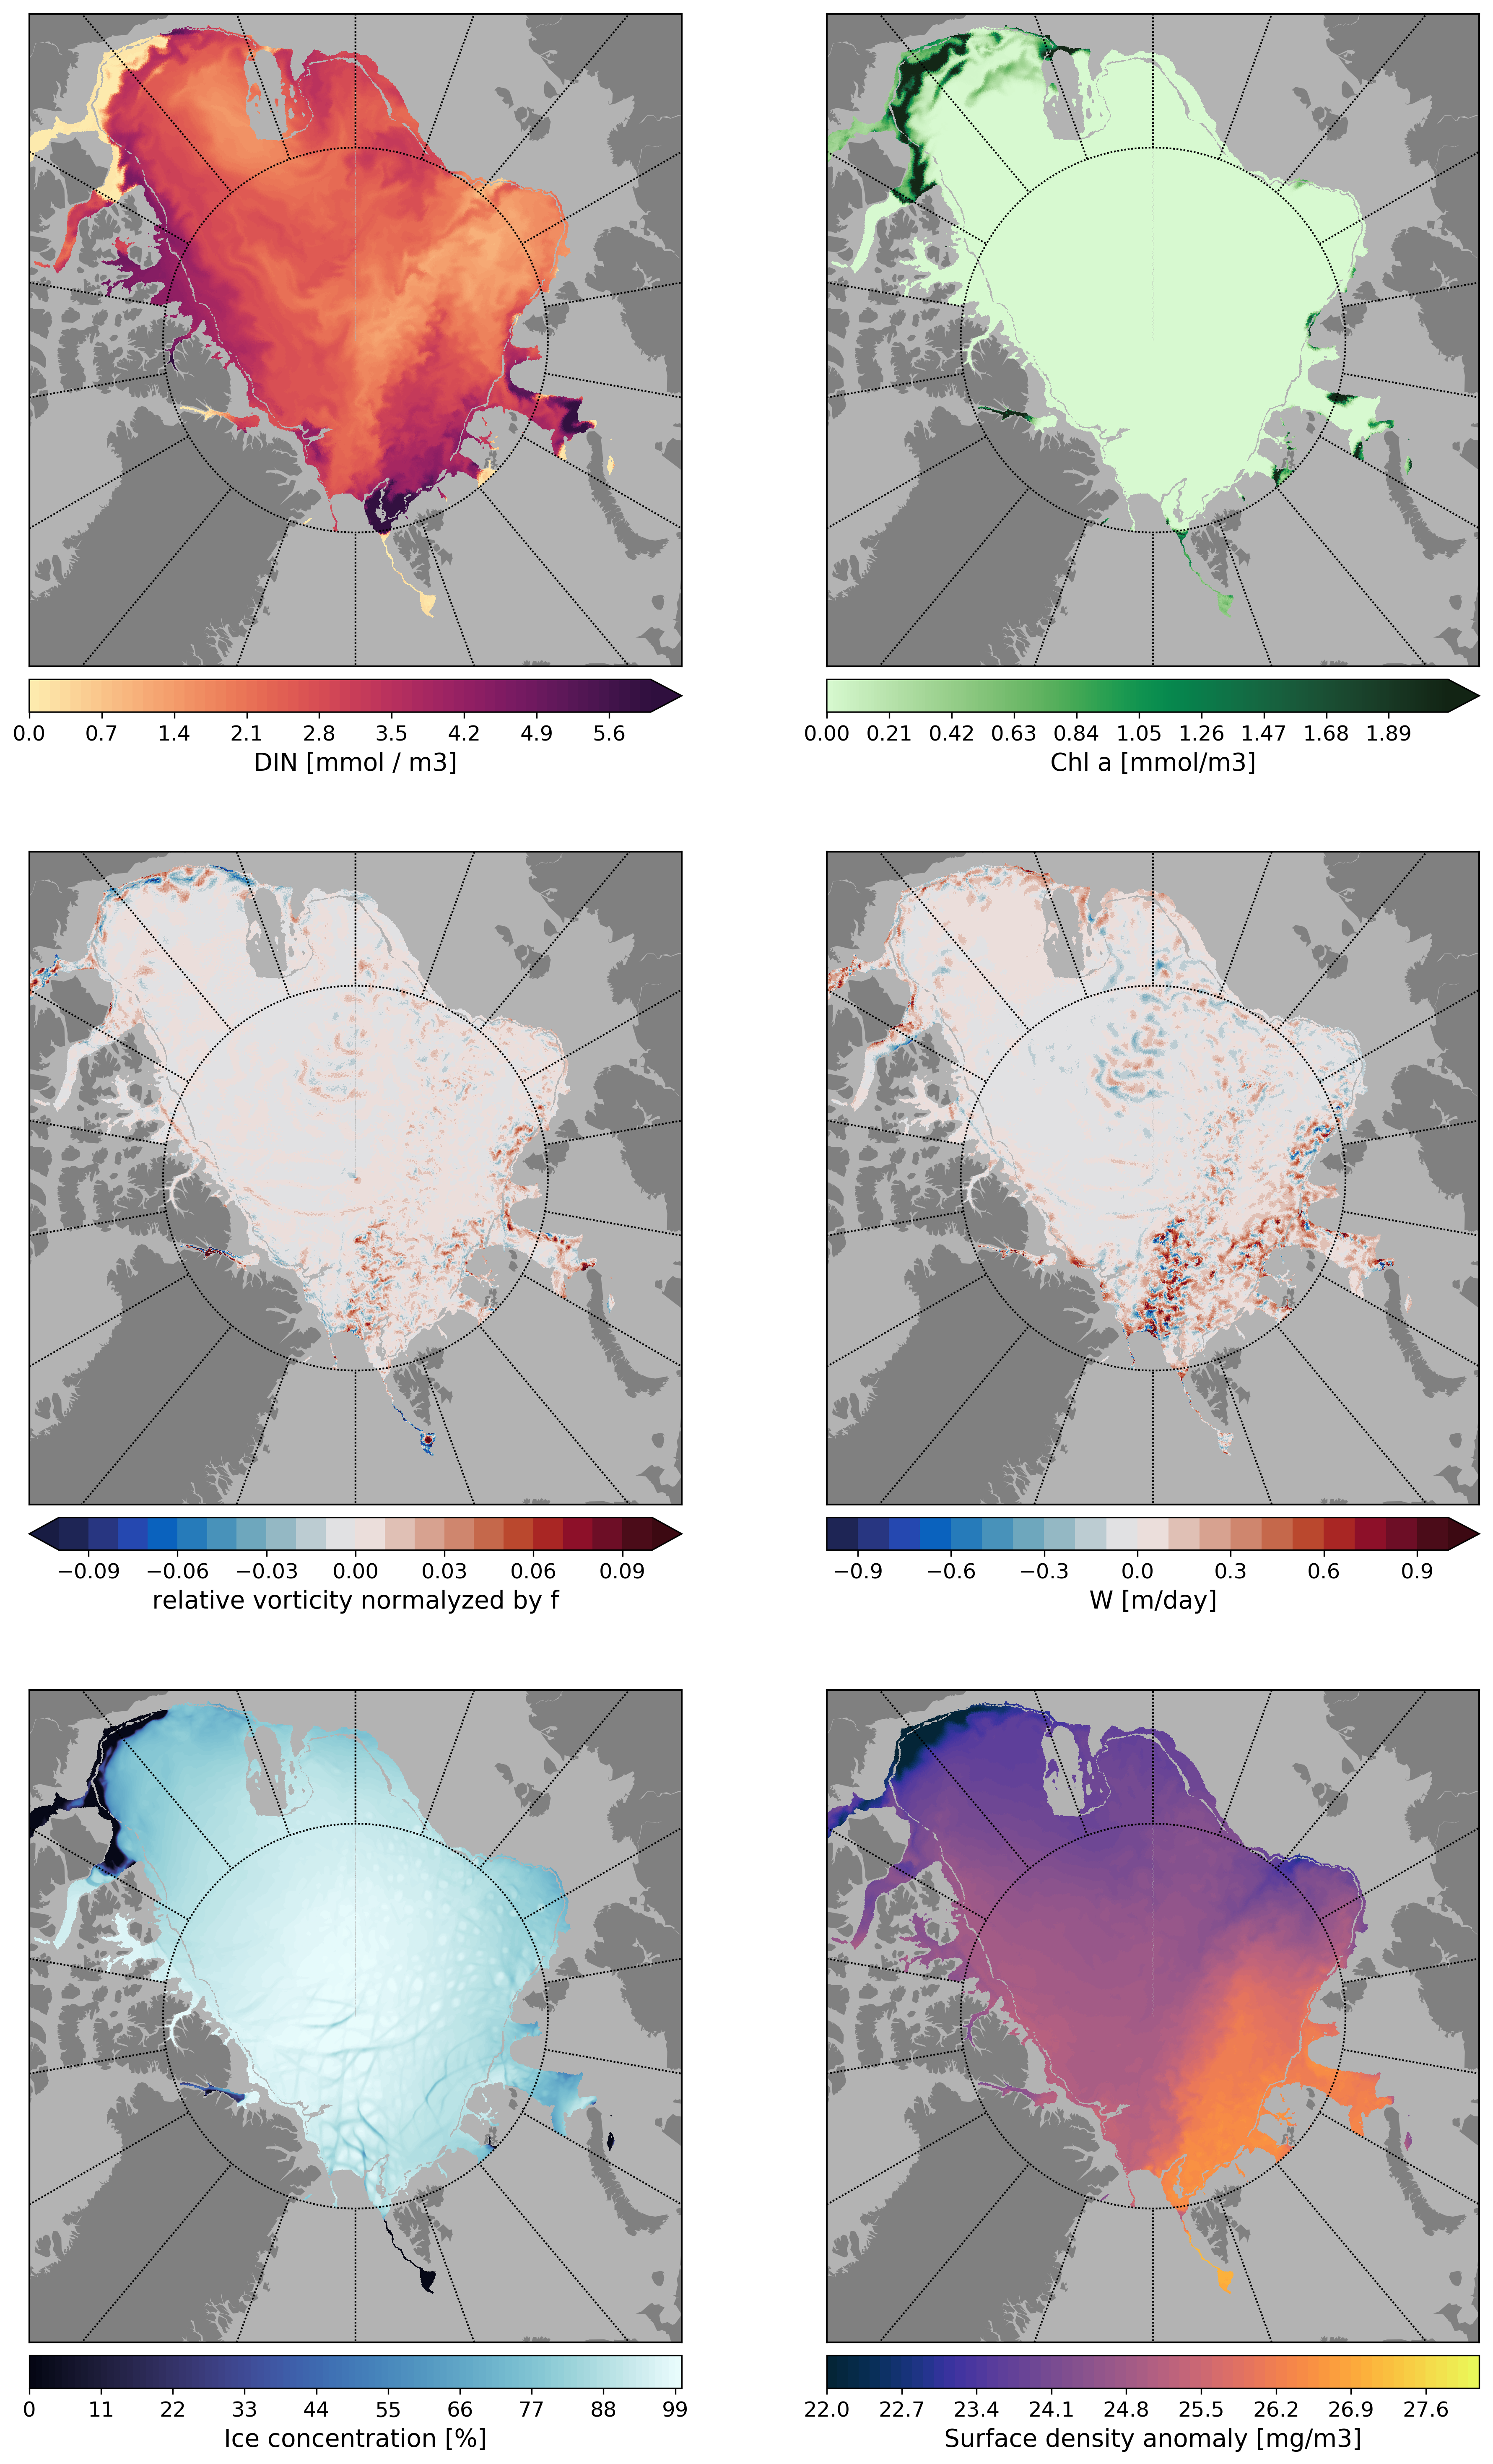 0.0 0.7 1.4 2.1 2.8 3.5 4.2 4.9 5.6
DIN [mmol / m3]
0.00 0.21 0.42 0.63 0.84 1.05 1.26 1.47 1.68 1.89
Chl a [mmol/m3]
−0.09 −0.06 −0.03 0.00 0.03 0.06 0.09
relative vorticity normalyzed by f
−0.9 −0.6 −0.3 0.0 0.3 0.6 0.9
W [m/day]
0 11 22 33 44 55 66 77 88 99
Ice concentration [%]
22.0 22.7 23.4 24.1 24.8 25.5 26.2 26.9 27.6
Surface density anomaly [mg/m3]